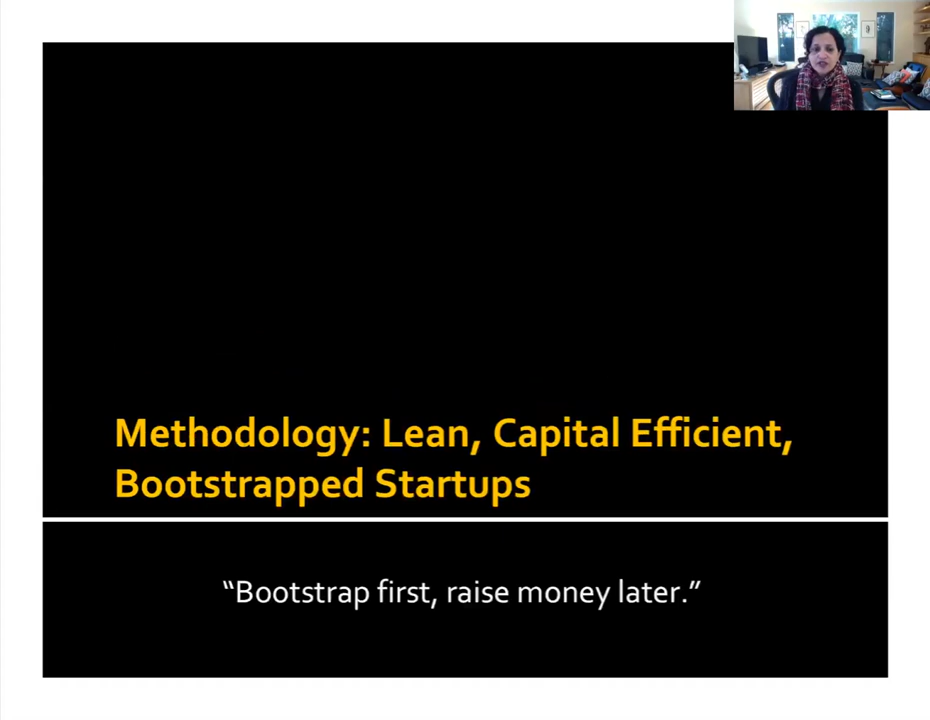 Methodology: Lean, Capital Efficient,
Bootstrapped Startups
“Bootstrap first, raise money later.”